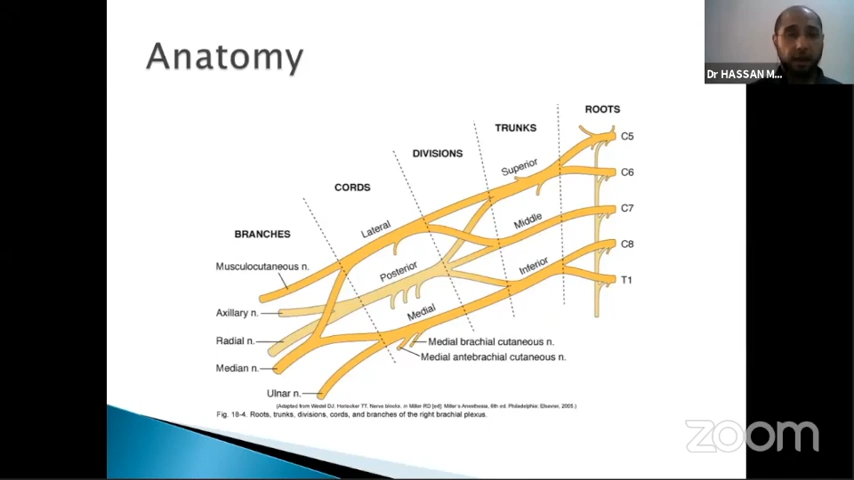 Anatomy
Dr HASSAN M...
ROOTS
TRUNKS
DIVISIONS
CORDS
BRANCHES
C5
C6
C7
C8
T1
Superior
Middle
Inferior
Lateral
Posterior
Medial
Musculocutaneous n.
Axillary n.
Radial n.
Median n.
Ulnar n.
Medial brachial cutaneous n.
Medial antebrachial cutaneous n.
(Adapted from Wedel DJ, Horlocker TT. Nerve blocks. in Miller RD [ed]: Miller's Anesthesia, 6th ed. Philadelphia: Elsevier, 2005.)
Fig. 18-4. Roots, trunks, divisions, cords, and branches of the right brachial plexus.
zoom